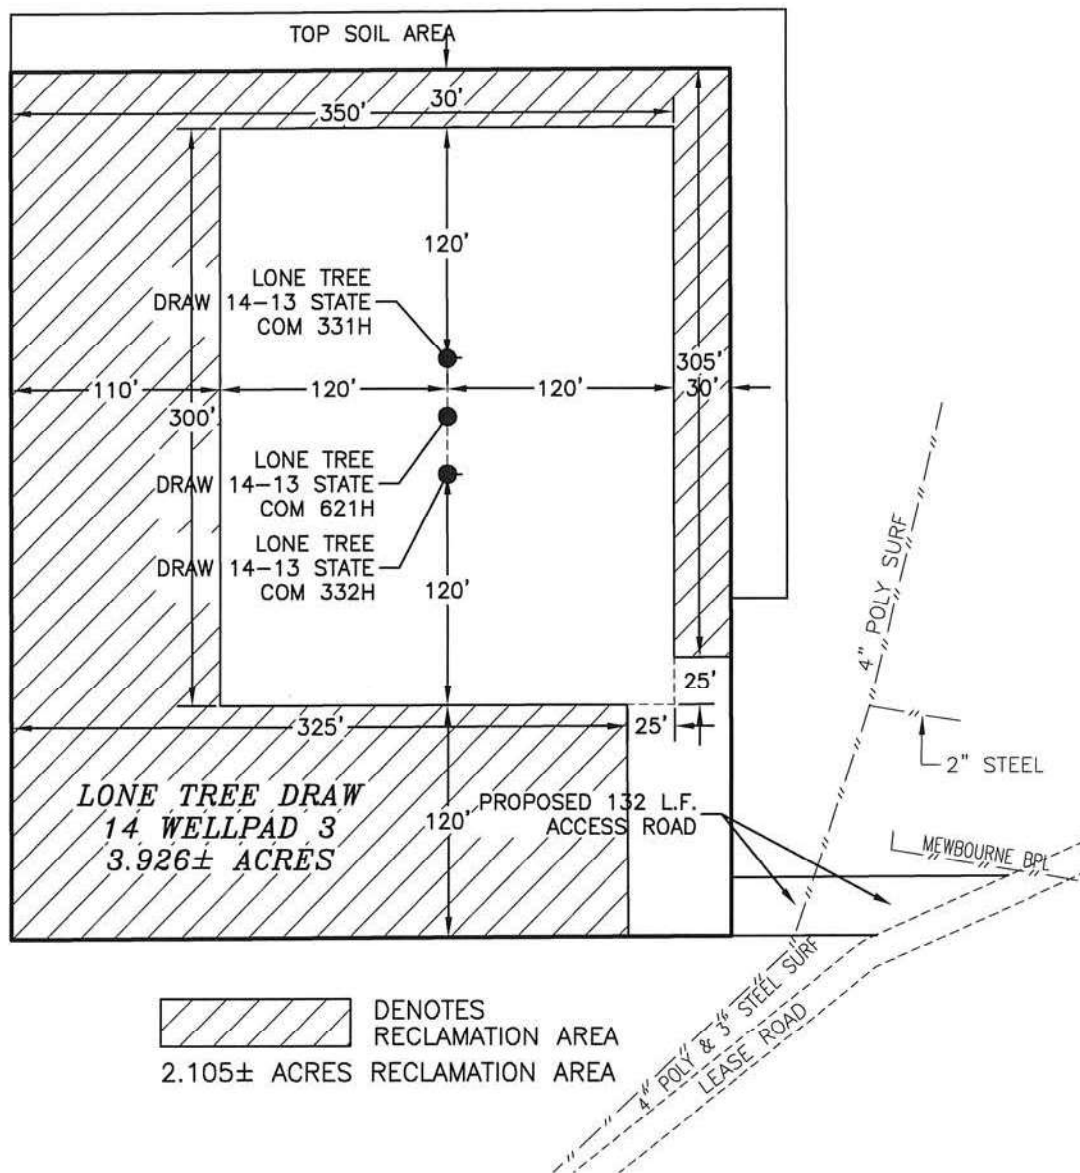 TOP SOIL AREA
30'
350'
120'
LONE TREE
DRAW 14-13 STATE
COM 331H
305'
110'
120'
120'
30'
300'
LONE TREE
DRAW 14-13 STATE
COM 621H
LONE TREE
DRAW 14-13 STATE
COM 332H
120'
4" POLY SURF
25'
325'
25'
2" STEEL
LONE TREE DRAW
14 WELLPAD 3
3.926± ACRES
120'
PROPOSED 132 L.F.
ACCESS ROAD
MEWBOURNE BPL
4" POLY & 3" STEEL SURF
LEASE ROAD
DENOTES
RECLAMATION AREA
2.105± ACRES RECLAMATION AREA